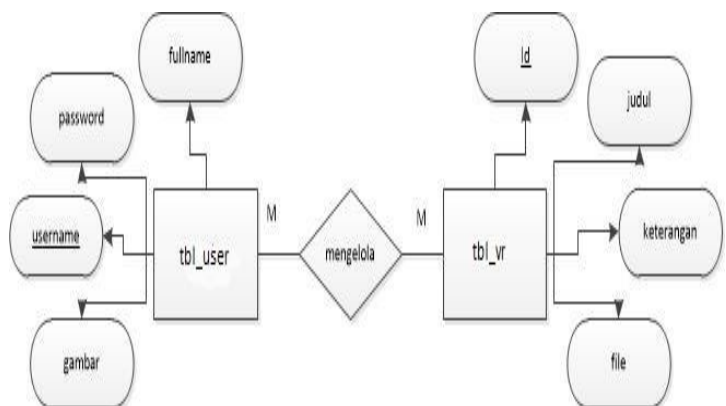 fullname
Id
password
judul
username
tbl_user
M
mengelola
M
tbl_vr
keterangan
gambar
file